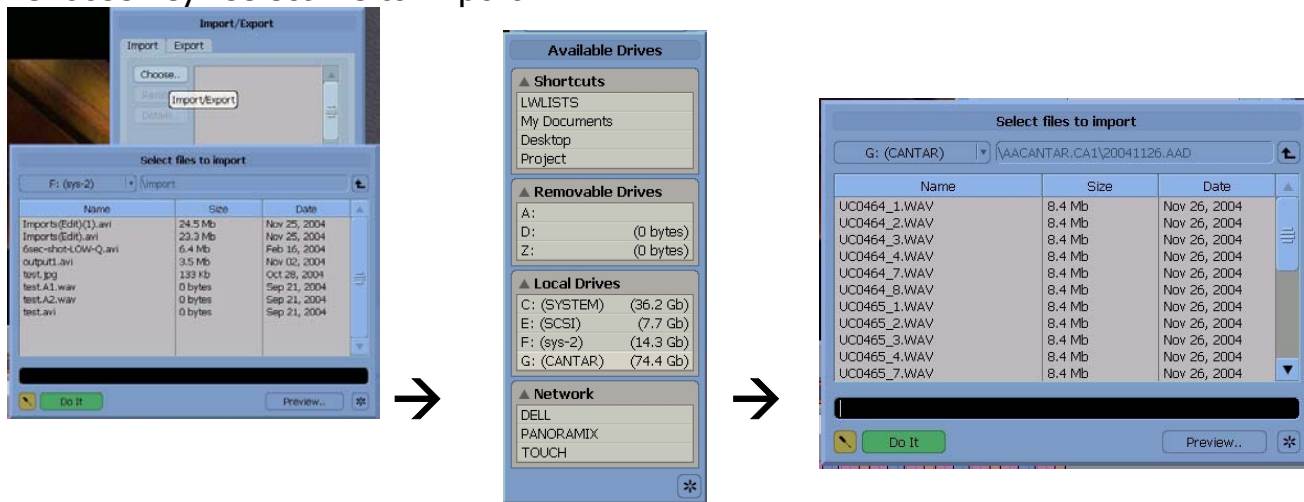 Import/Export
Import Export
Choose..
Import/Export
Details..
Select files to import
F: (sys-2) \import
Name Size Date
Imports(Edit)(1).avi 24.5 Mb Nov 25, 2004
Imports(Edit).avi 23.3 Mb Nov 25, 2004
6sec-shot-LOW-Q.avi 6.4 Mb Feb 16, 2004
output1.avi 3.5 Mb Nov 02, 2004
test.jpg 133 Kb Oct 28, 2004
test.A1.wav 0 bytes Sep 21, 2004
test.A2.wav 0 bytes Sep 21, 2004
test.avi 0 bytes Sep 21, 2004
Do It Preview..
→
Available Drives
Shortcuts
LWLISTS
My Documents
Desktop
Project
Removable Drives
A:
D: (0 bytes)
Z: (0 bytes)
Local Drives
C: (SYSTEM) (36.2 Gb)
E: (SCSI) (7.7 Gb)
F: (sys-2) (14.3 Gb)
G: (CANTAR) (74.4 Gb)
Network
DELL
PANORAMIX
TOUCH
→
Select files to import
G: (CANTAR) \AACANTAR.CA1\20041126.AAD
Name Size Date
UC0464_1.WAV 8.4 Mb Nov 26, 2004
UC0464_2.WAV 8.4 Mb Nov 26, 2004
UC0464_3.WAV 8.4 Mb Nov 26, 2004
UC0464_4.WAV 8.4 Mb Nov 26, 2004
UC0464_7.WAV 8.4 Mb Nov 26, 2004
UC0464_8.WAV 8.4 Mb Nov 26, 2004
UC0465_1.WAV 8.4 Mb Nov 26, 2004
UC0465_2.WAV 8.4 Mb Nov 26, 2004
UC0465_3.WAV 8.4 Mb Nov 26, 2004
UC0465_4.WAV 8.4 Mb Nov 26, 2004
UC0465_7.WAV 8.4 Mb Nov 26, 2004
Do It Preview..